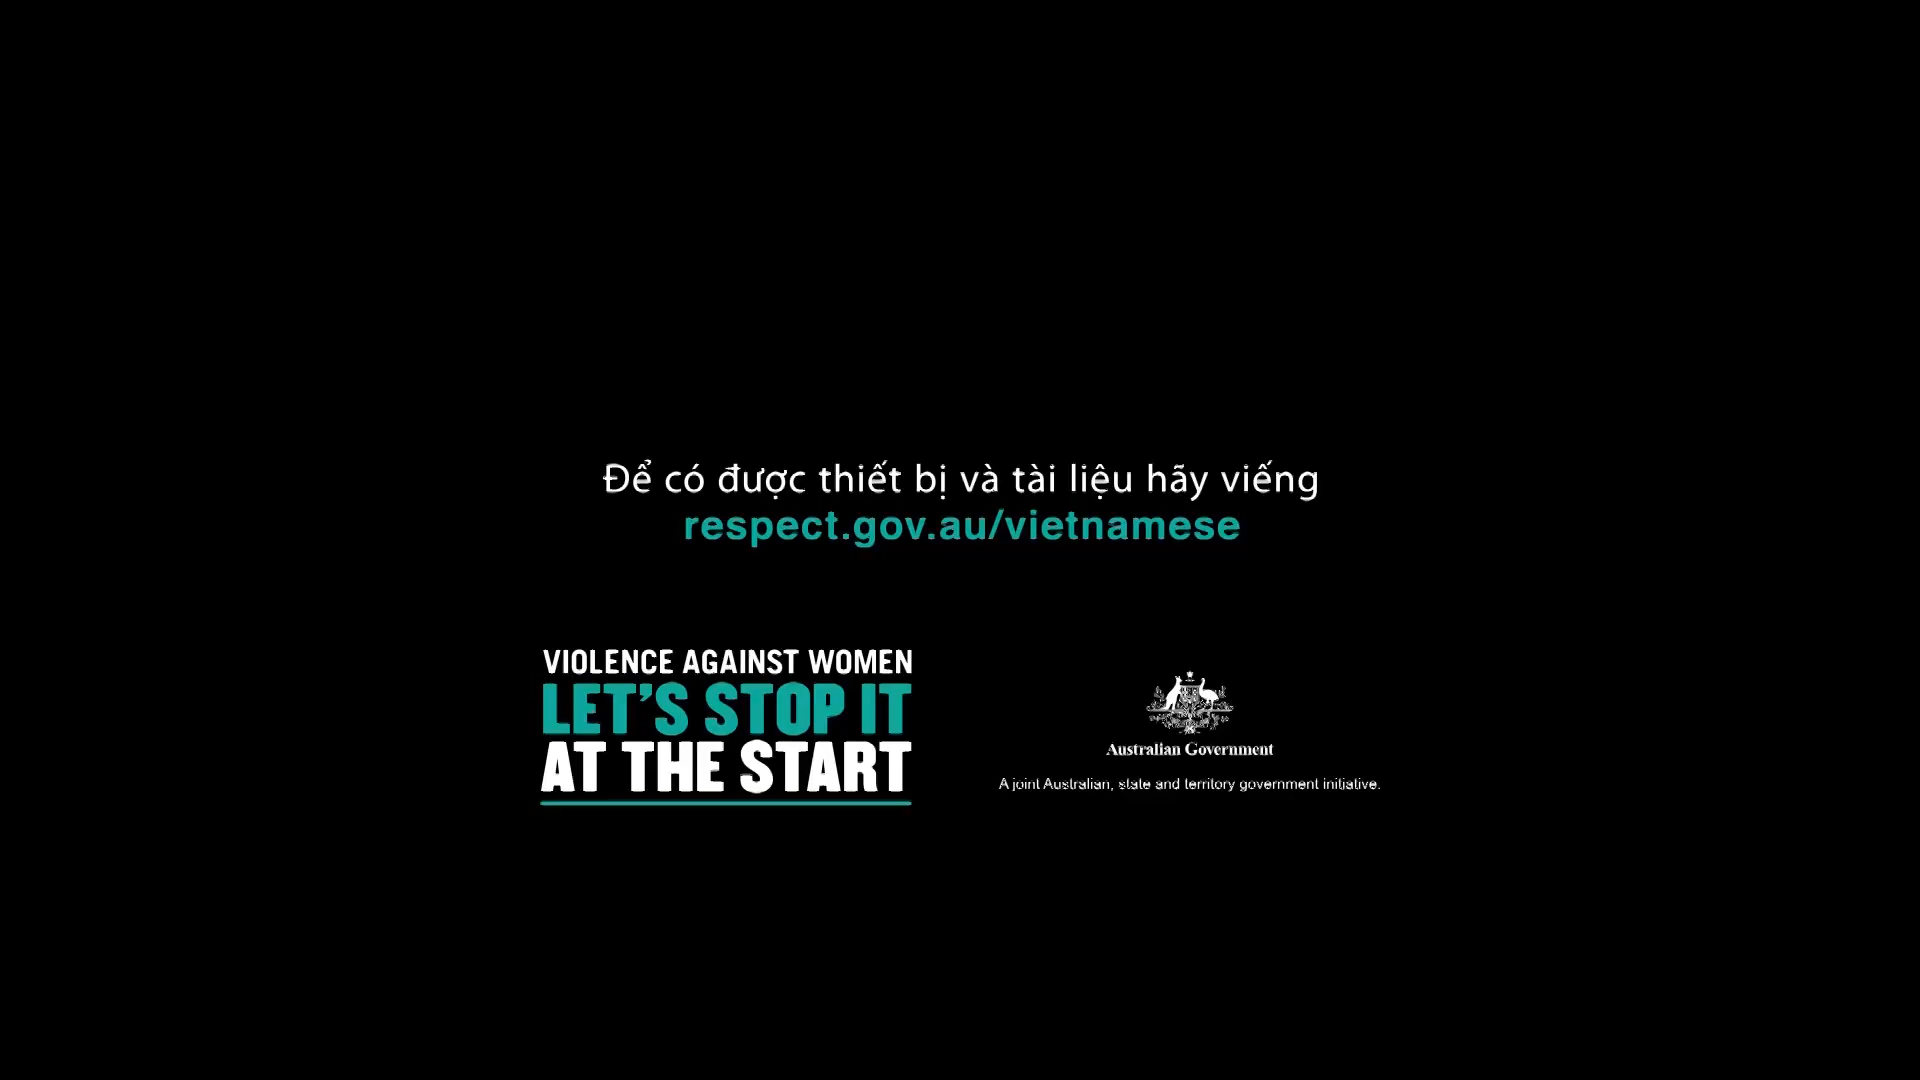 Để có được thiết bị và tài liệu hãy viếng
respect.gov.au/vietnamese
VIOLENCE AGAINST WOMEN
LET'S STOP IT
AT THE START
Australian Government
A joint Australian, state and territory government initiative.